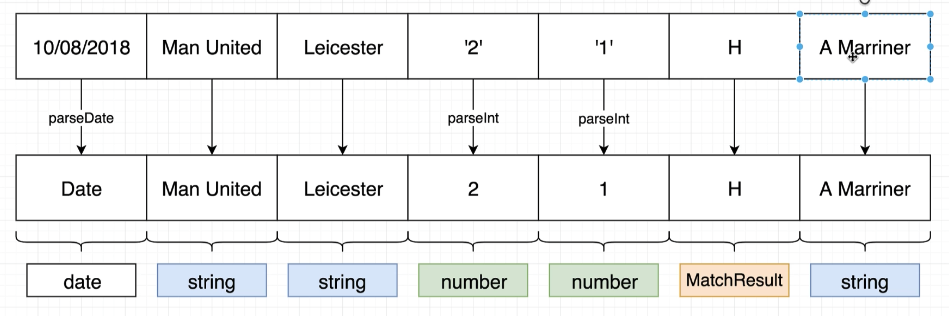 10/08/2018 Man United Leicester '2' '1' H A Marriner
parseDate parseInt parseInt
Date Man United Leicester 2 1 H A Marriner
date string string number number MatchResult string